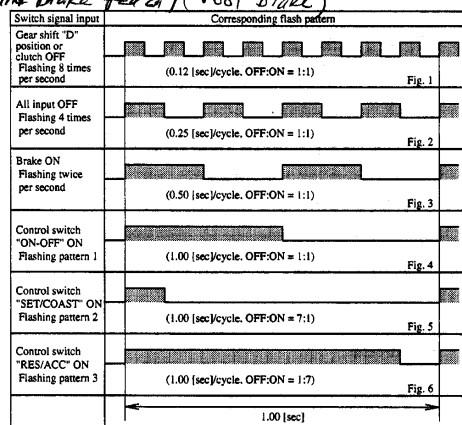 Brake (Foot Brake)
Switch signal input Corresponding flash pattern
Gear shift "D"
position or
clutch OFF
Flashing 8 times
per second
(0.12 [sec]/cycle. OFF:ON = 1:1)
Fig. 1
All input OFF
Flashing 4 times
per second
(0.25 [sec]/cycle. OFF:ON = 1:1)
Fig. 2
Brake ON
Flashing twice
per second
(0.50 [sec]/cycle. OFF:ON = 1:1)
Fig. 3
Control switch
"ON-OFF" ON
Flashing pattern 1
(1.00 [sec]/cycle. OFF:ON = 1:1)
Fig. 4
Control switch
"SET/COAST" ON
Flashing pattern 2
(1.00 [sec]/cycle. OFF:ON = 7:1)
Fig. 5
Control switch
"RES/ACC" ON
Flashing pattern 3
(1.00 [sec]/cycle. OFF:ON = 1:7)
Fig. 6
1.00 [sec]